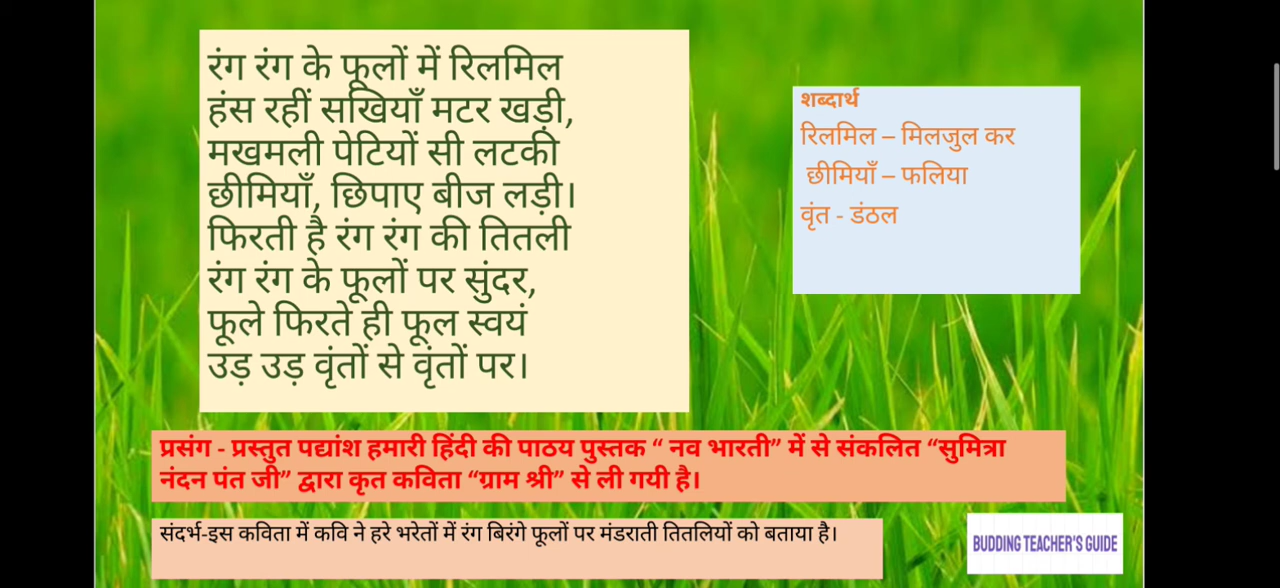 रंग रंग के फूलों में रिलमिल
हंस रहीं सखियाँ मटर खड़ी,
मखमली पेटियों सी लटकी
छीमियाँ, छिपाए बीज लड़ी।
फिरती है रंग रंग की तितली
रंग रंग के फूलों पर सुंदर,
फूले फिरते ही फूल स्वयं
उड़ उड़ वृंतों से वृंतों पर।
शब्दार्थ
रिलमिल – मिलजुल कर
छीमियाँ – फलिया
वृंत - डंठल
प्रसंग - प्रस्तुत पद्यांश हमारी हिंदी की पाठय पुस्तक “ नव भारती” में से संकलित “सुमित्रा
नंदन पंत जी” द्वारा कृत कविता “ग्राम श्री” से ली गयी है।
संदर्भ-इस कविता में कवि ने हरे भरेतों में रंग बिरंगे फूलों पर मंडराती तितलियों को बताया है।
BUDDING TEACHER'S GUIDE